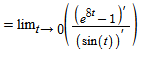 = lim_{t→0} ( (e^{8t} − 1)′ / (sin(t))′ )